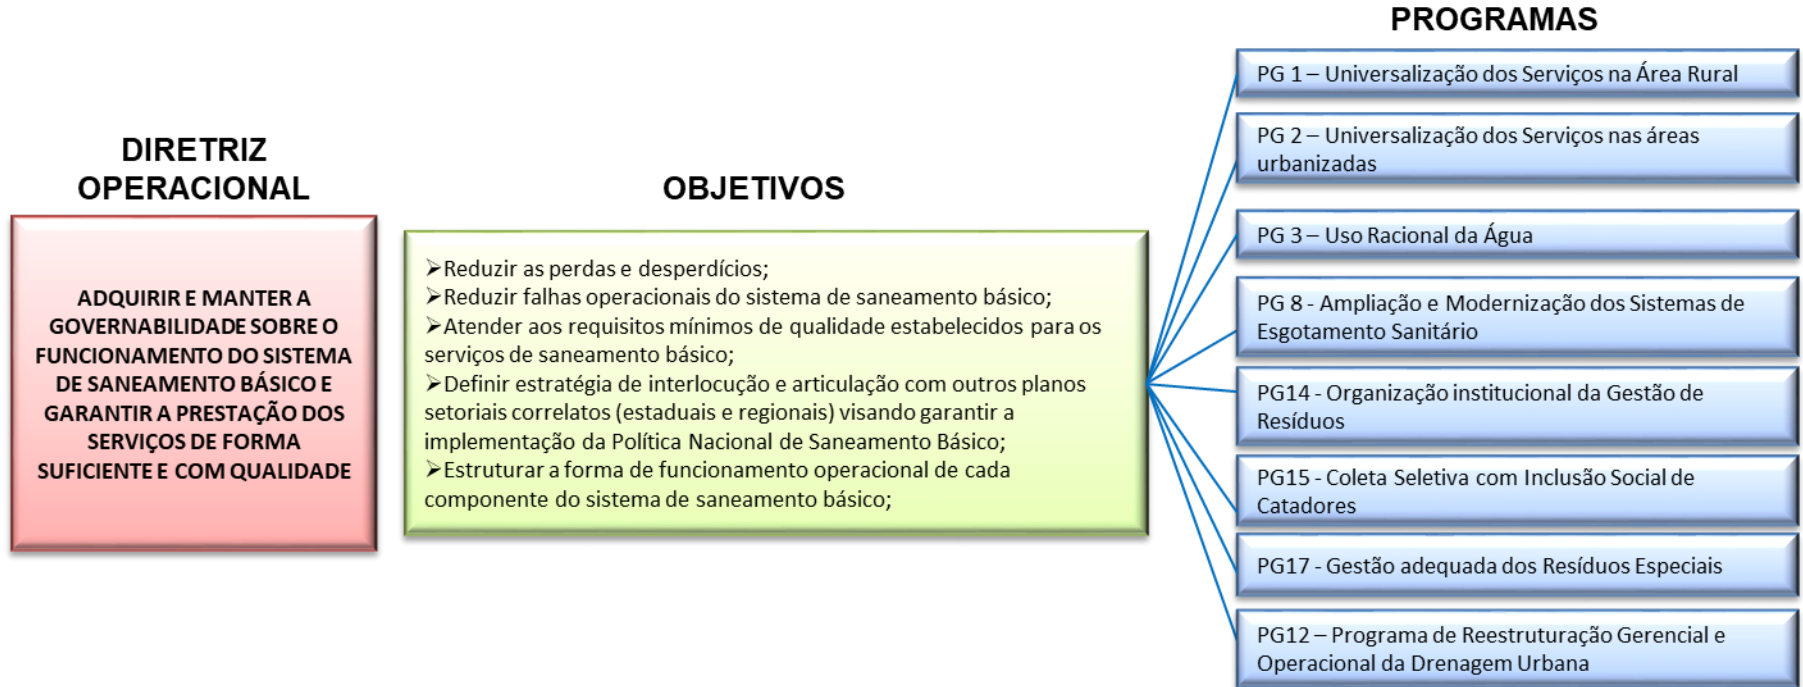 DIRETRIZ
OPERACIONAL
ADQUIRIR E MANTER A
GOVERNABILIDADE SOBRE O
FUNCIONAMENTO DO SISTEMA
DE SANEAMENTO BÁSICO E
GARANTIR A PRESTAÇÃO DOS
SERVIÇOS DE FORMA
SUFICIENTE E COM QUALIDADE
OBJETIVOS
➢Reduzir as perdas e desperdícios;
➢Reduzir falhas operacionais do sistema de saneamento básico;
➢Atender aos requisitos mínimos de qualidade estabelecidos para os
serviços de saneamento básico;
➢Definir estratégia de interlocução e articulação com outros planos
setoriais correlatos (estaduais e regionais) visando garantir a
implementação da Política Nacional de Saneamento Básico;
➢Estruturar a forma de funcionamento operacional de cada
componente do sistema de saneamento básico;
PROGRAMAS
PG 1 – Universalização dos Serviços na Área Rural
PG 2 – Universalização dos Serviços nas áreas
urbanizadas
PG 3 – Uso Racional da Água
PG 8 - Ampliação e Modernização dos Sistemas de
Esgotamento Sanitário
PG14 - Organização institucional da Gestão de
Resíduos
PG15 - Coleta Seletiva com Inclusão Social de
Catadores
PG17 - Gestão adequada dos Resíduos Especiais
PG12 – Programa de Reestruturação Gerencial e
Operacional da Drenagem Urbana